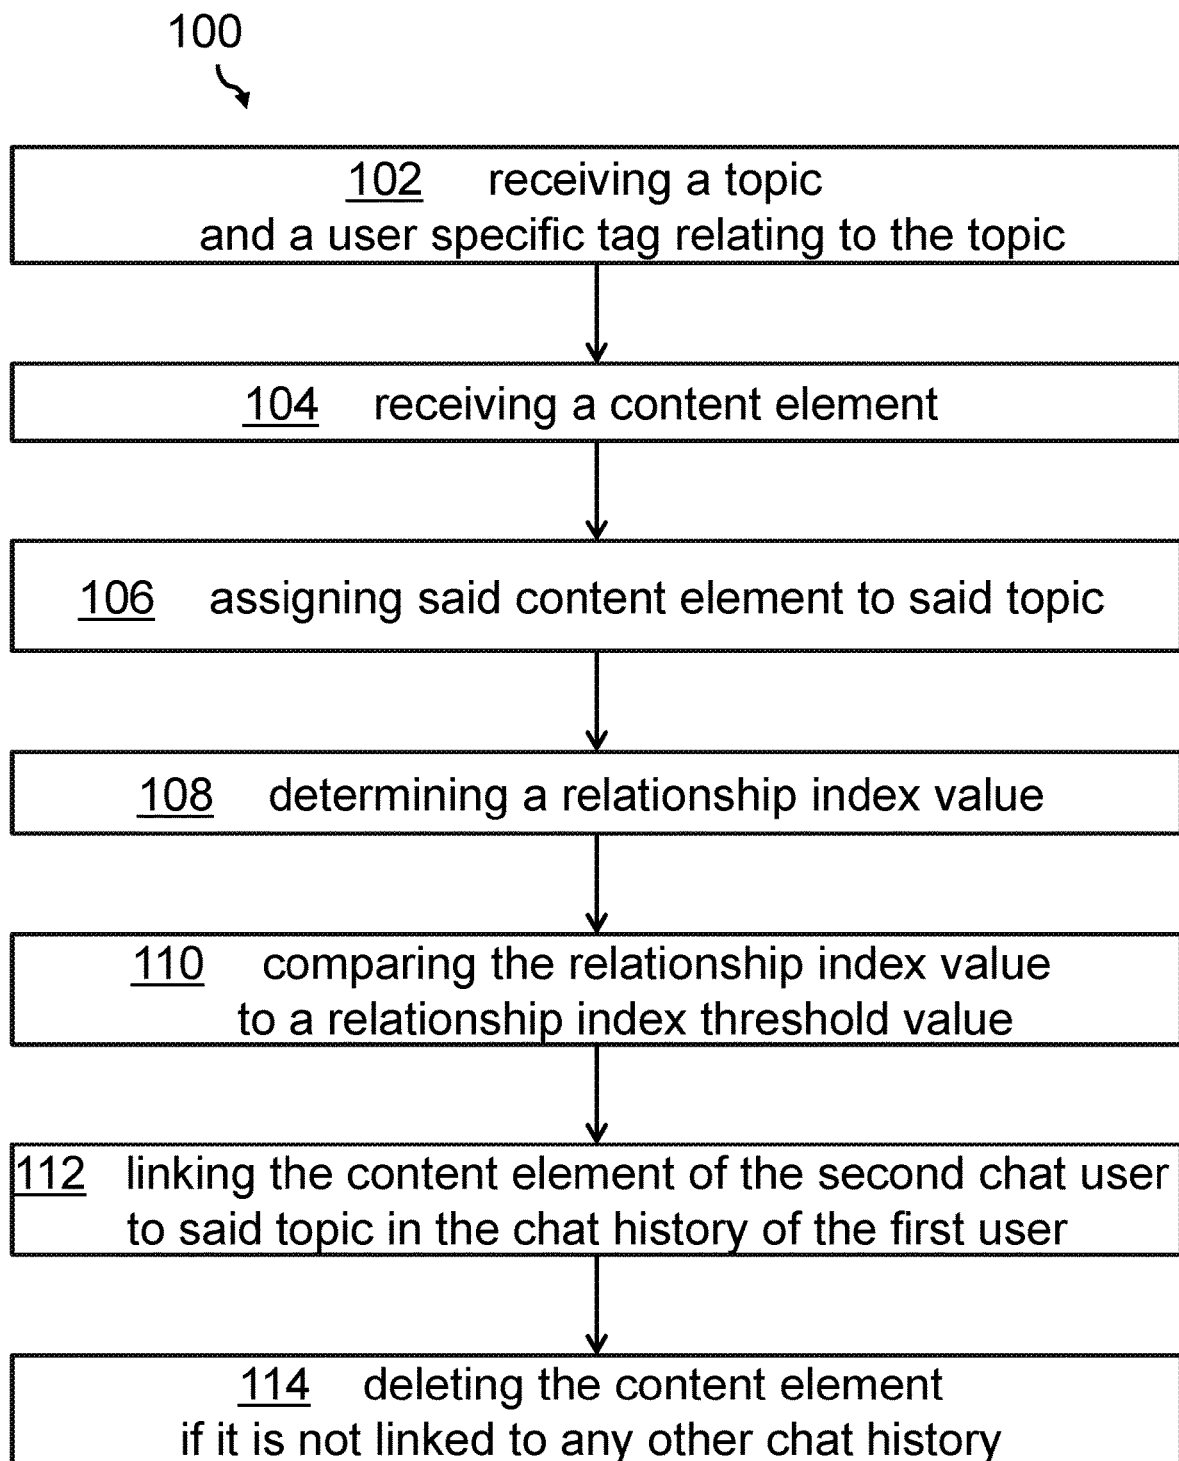 100
102 receiving a topic
and a user specific tag relating to the topic
104 receiving a content element
106 assigning said content element to said topic
108 determining a relationship index value
110 comparing the relationship index value
to a relationship index threshold value
112 linking the content element of the second chat user
to said topic in the chat history of the first user
114 deleting the content element
if it is not linked to any other chat history